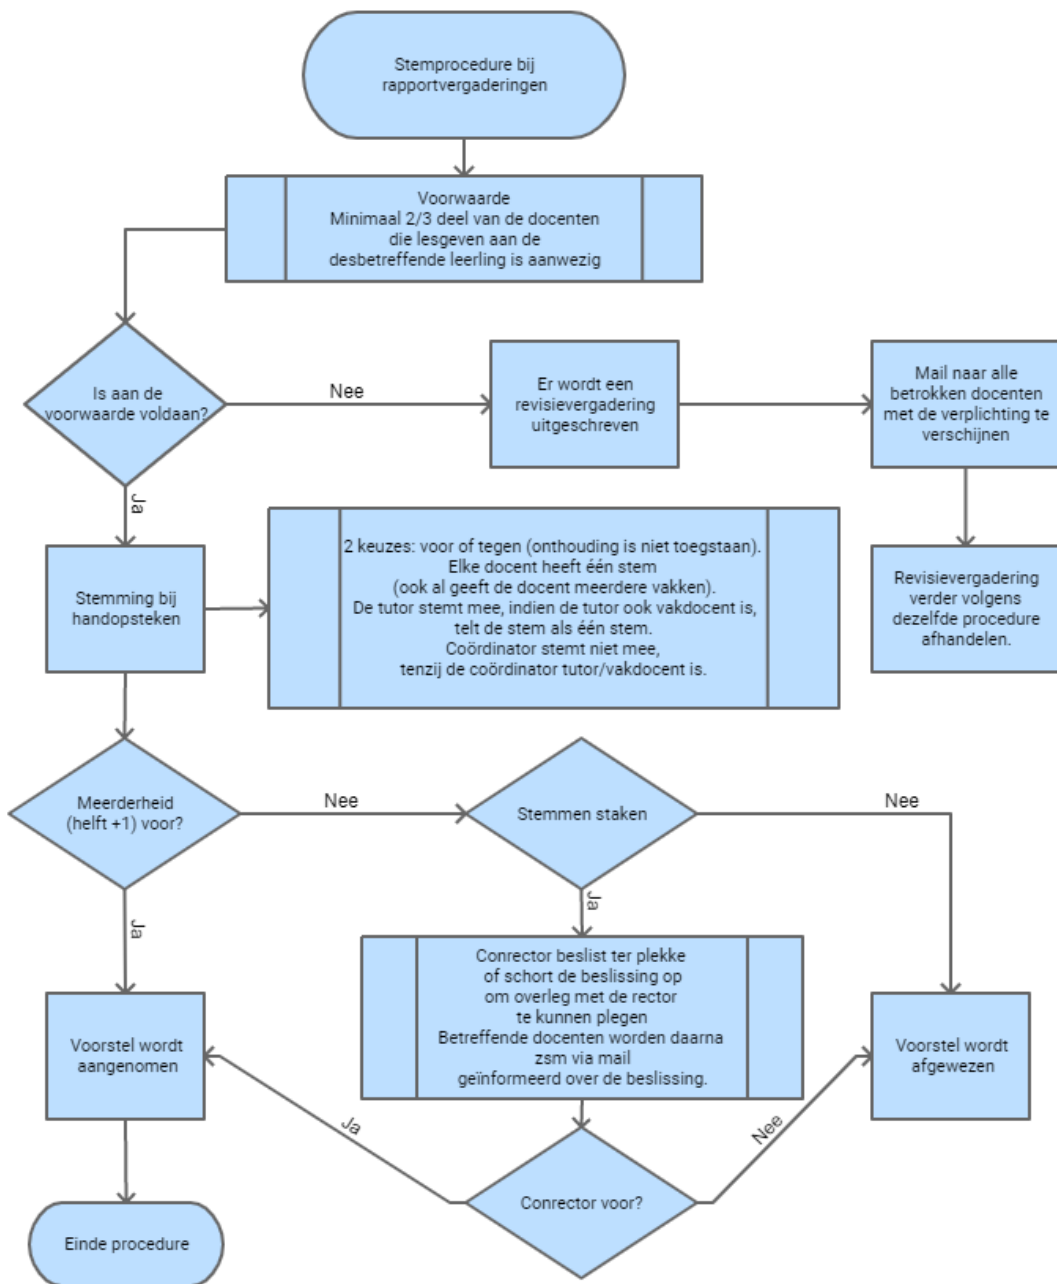 Stemprocedure bij
rapportvergaderingen
Voorwaarde
Minimaal 2/3 deel van de docenten
die lesgeven aan de
desbetreffende leerling is aanwezig
Is aan de
voorwaarde voldaan?
Nee
Er wordt een
revisievergadering
uitgeschreven
Mail naar alle
betrokken docenten
met de verplichting te
verschijnen
Ja
Stemming bij
handopsteken
2 keuzes: voor of tegen (onthouding is niet toegstaan).
Elke docent heeft één stem
(ook al geeft de docent meerdere vakken).
De tutor stemt mee, indien de tutor ook vakdocent is,
telt de stem als één stem.
Coördinator stemt niet mee,
tenzij de coördinator tutor/vakdocent is.
Revisievergadering
verder volgens
dezelfde procedure
afhandelen.
Meerderheid
(helft +1) voor?
Nee
Stemmen staken
Nee
Ja
Ja
Conrector beslist ter plekke
of schort de beslissing op
om overleg met de rector
te kunnen plegen
Betreffende docenten worden daarna
zsm via mail
geïnformeerd over de beslissing.
Voorstel wordt
aangenomen
Voorstel wordt
afgewezen
Ja
Nee
Conrector voor?
Einde procedure